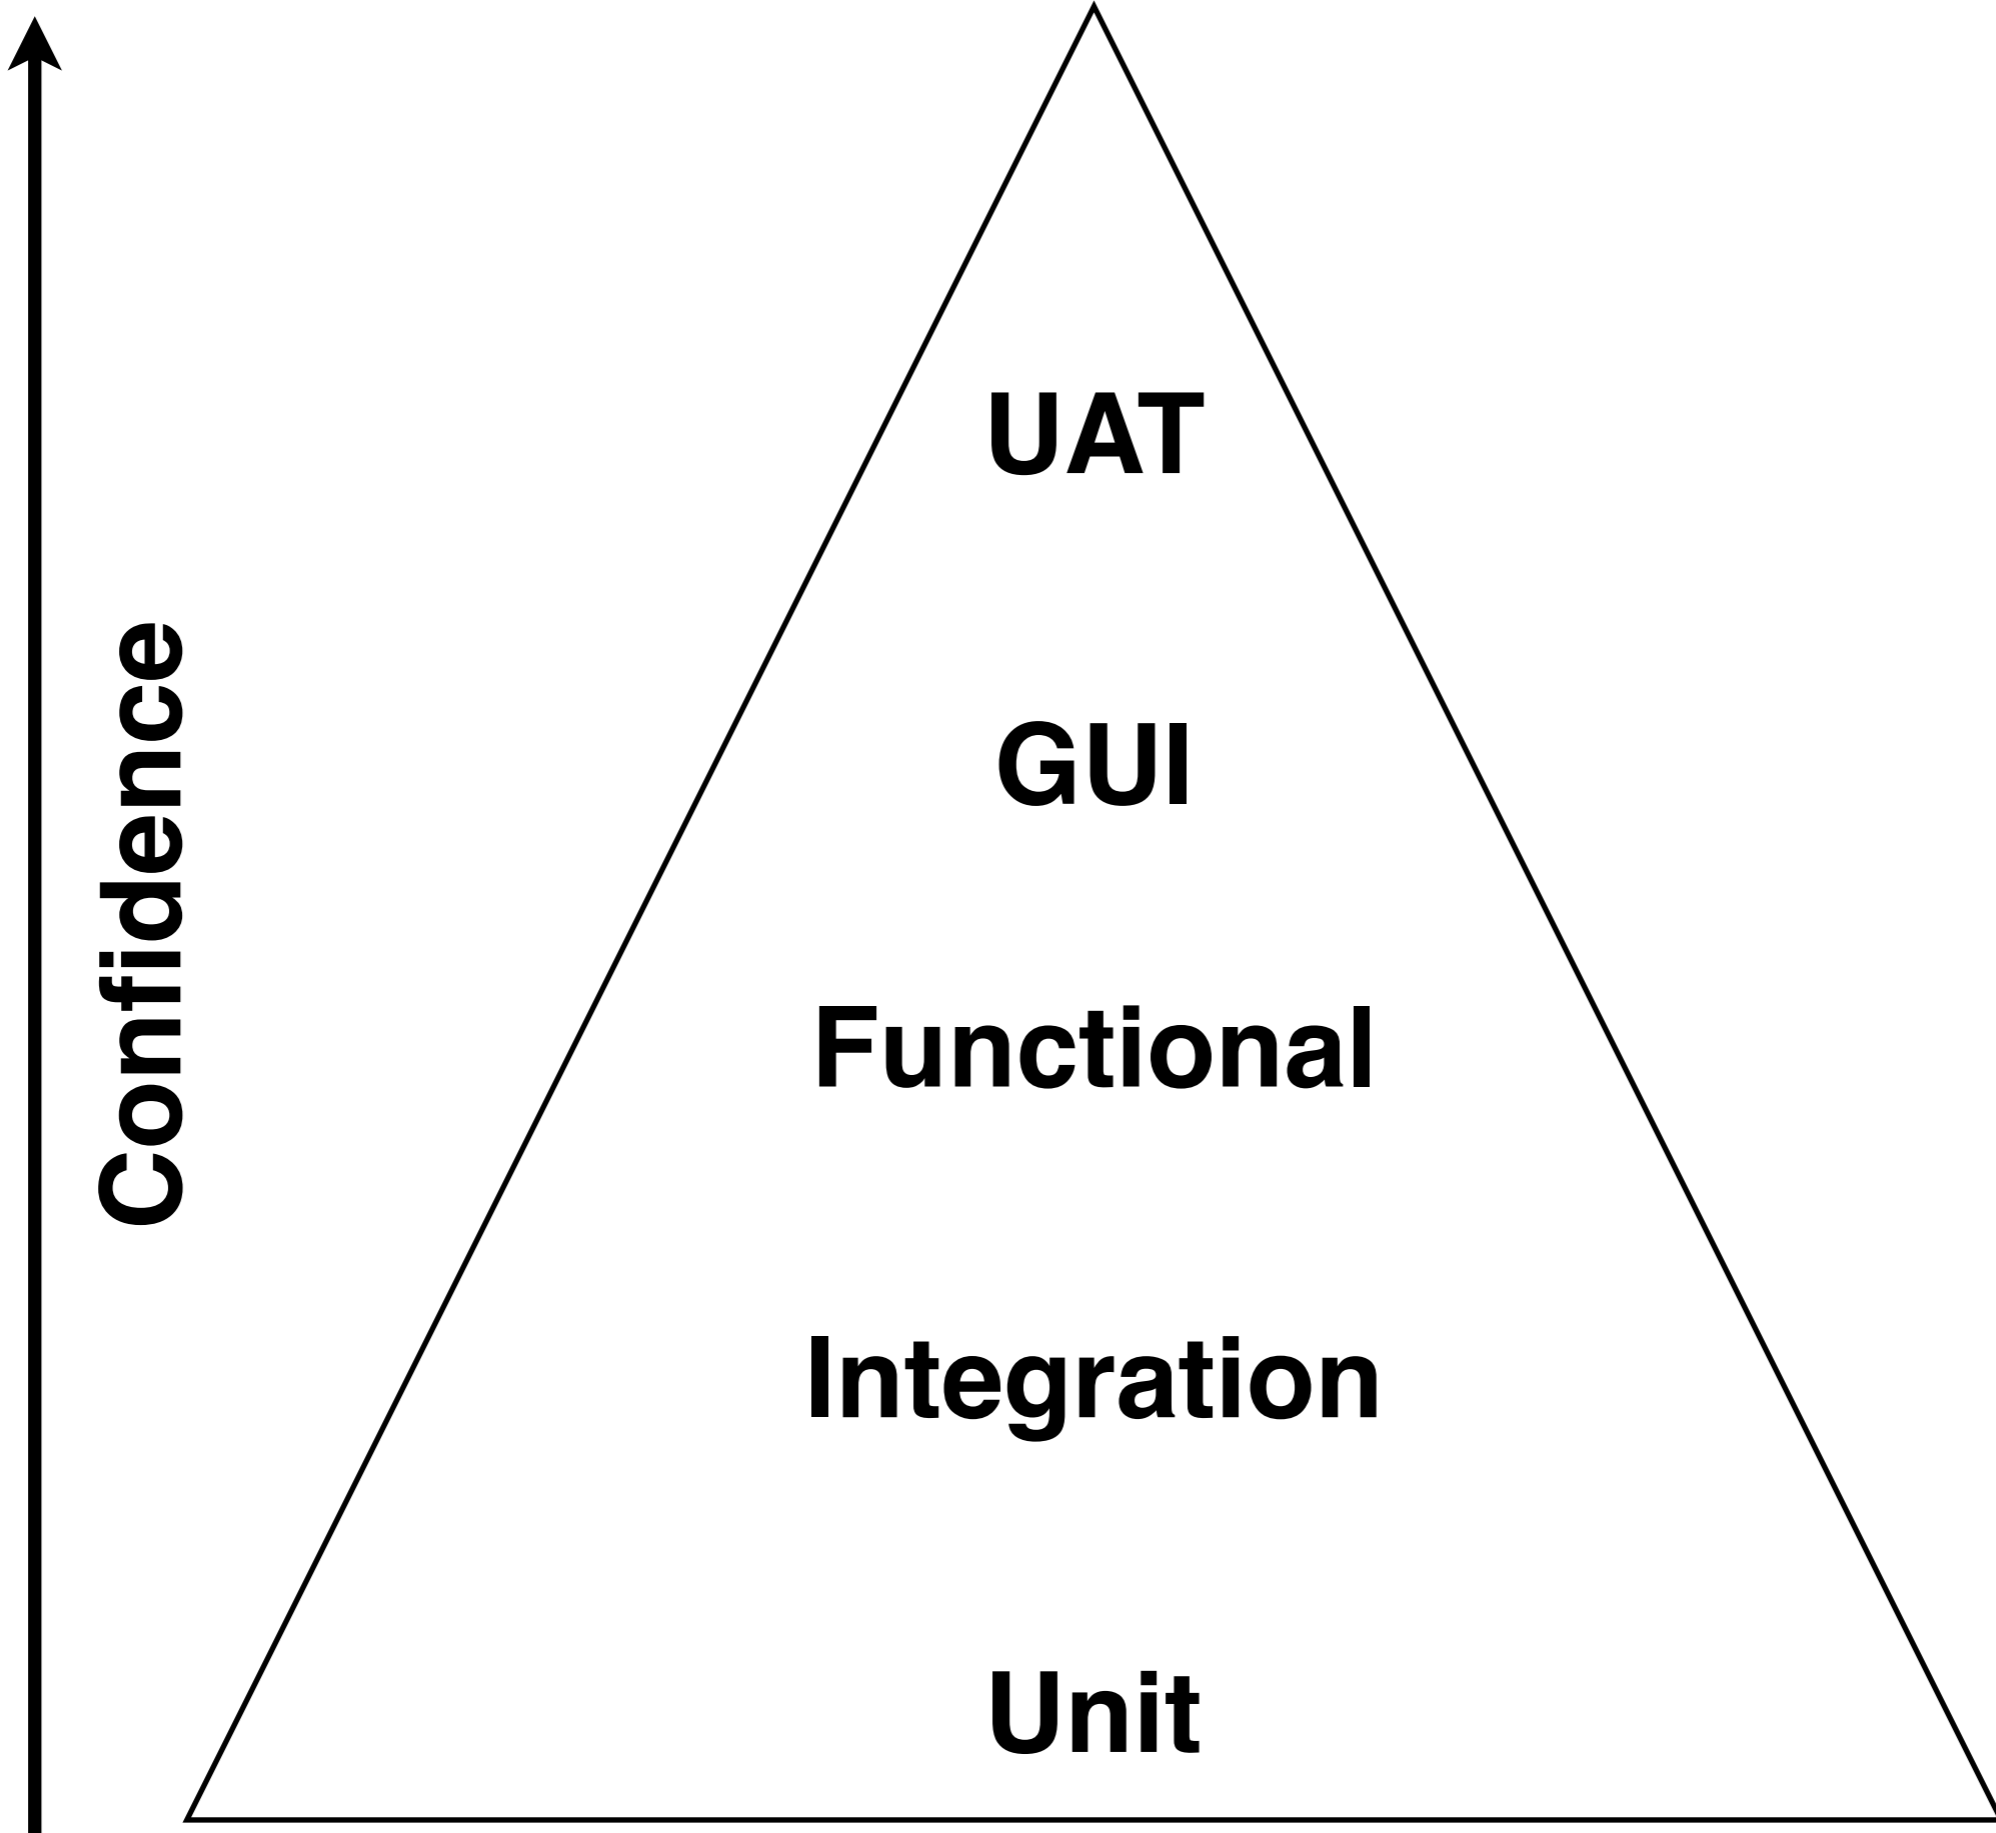 Confidence
UAT
GUI
Functional
Integration
Unit